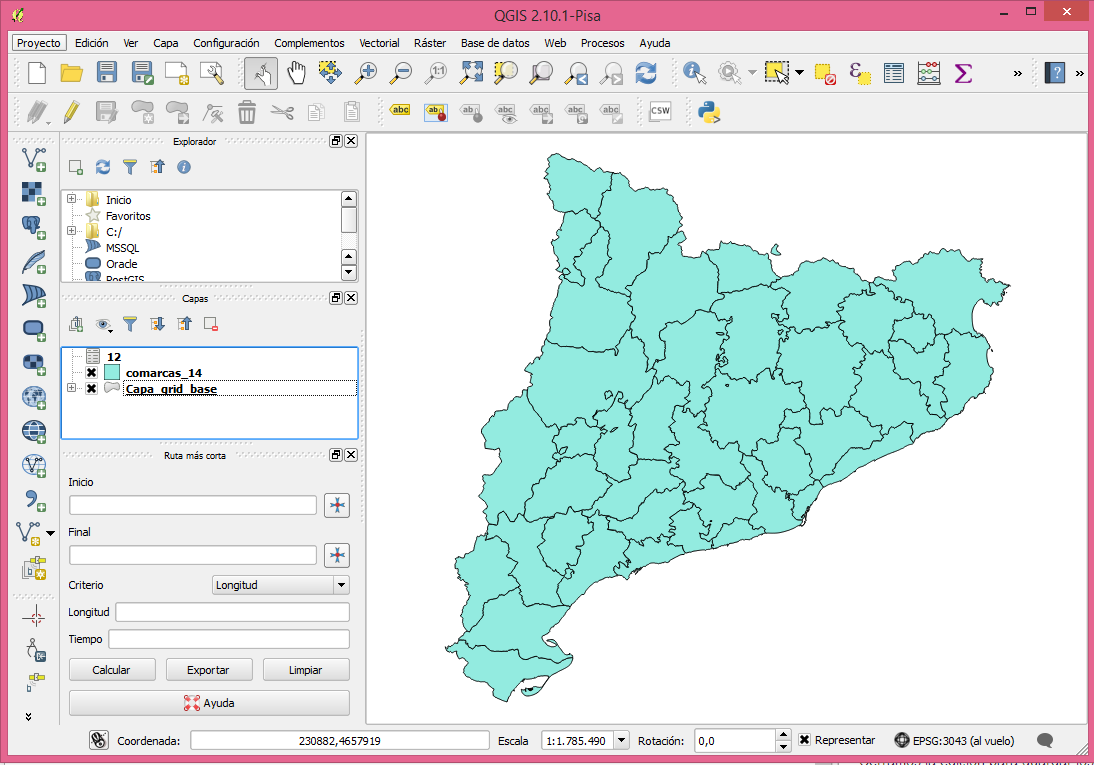 QGIS 2.10.1-Pisa
Proyecto Edición Ver Capa Configuración Complementos Vectorial Ráster Base de datos Web Procesos Ayuda
1:1
abc ab abc abc abc abc abc CSW
Explorador
Inicio
Favoritos
C:/
MSSQL
Oracle
PostGIS
Capas
12
comarcas_14
Capa_grid_base
Ruta más corta
Inicio
Final
Criterio Longitud
Longitud
Tiempo
Calcular Exportar Limpiar
Ayuda
Coordenada: 230882,4657919 Escala 1:1.785.490 Rotación: 0,0 Representar EPSG:3043 (al vuelo)